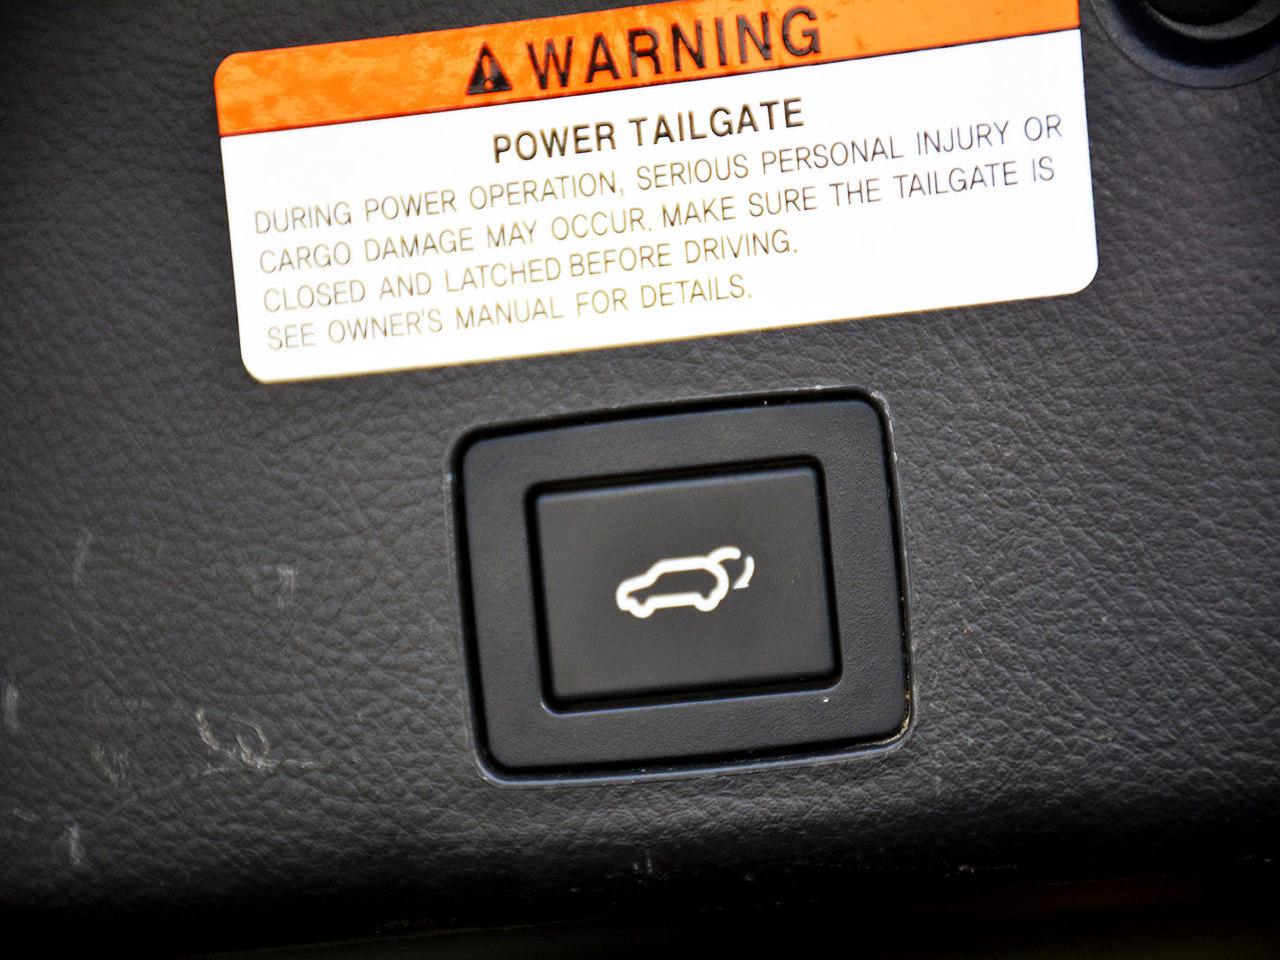 WARNING
POWER TAILGATE
DURING POWER OPERATION, SERIOUS PERSONAL INJURY OR
CARGO DAMAGE MAY OCCUR. MAKE SURE THE TAILGATE IS
CLOSED AND LATCHED BEFORE DRIVING.
SEE OWNER'S MANUAL FOR DETAILS.